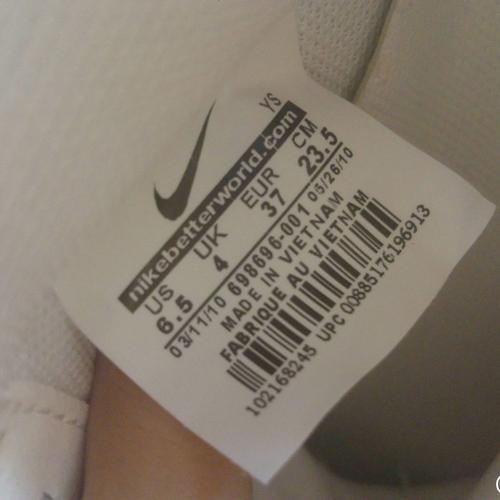 YS
nikebetterworld.com
US UK EUR CM
6.5 4 37 23.5
03/11/10 698696-001 05/26/10
MADE IN VIETNAM
FABRIQUE AU VIETNAM
102168245 UPC 00885176196913